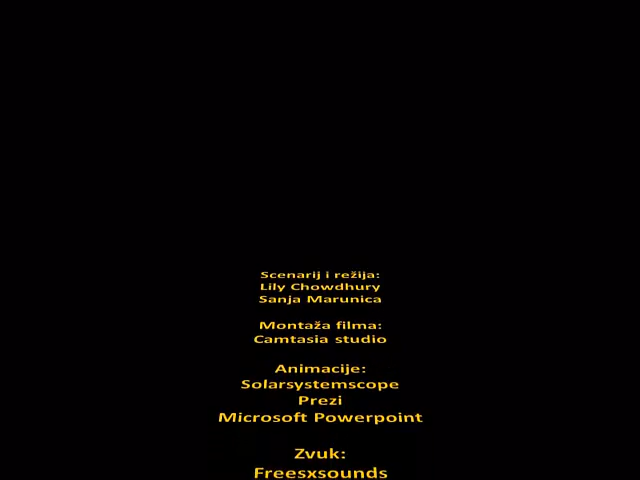 Scenarij i režija:
Lily Chowdhury
Sanja Marunica
Montaža filma:
Camtasia studio
Animacije:
Solarsystemscope
Prezi
Microsoft Powerpoint
Zvuk:
Freesxsounds